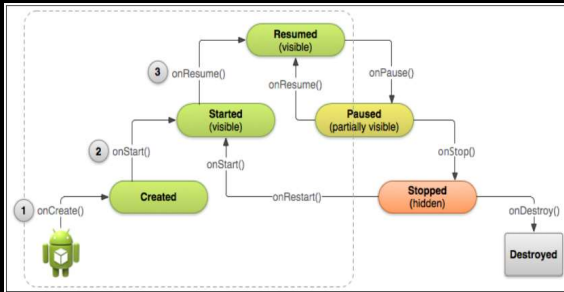 Resumed
(visible)
3
onResume()
onResume()
onPause()
Started
(visible)
Paused
(partially visible)
2
onStart()
onStart()
onStop()
Created
onRestart()
Stopped
(hidden)
1
onCreate()
onDestroy()
Destroyed